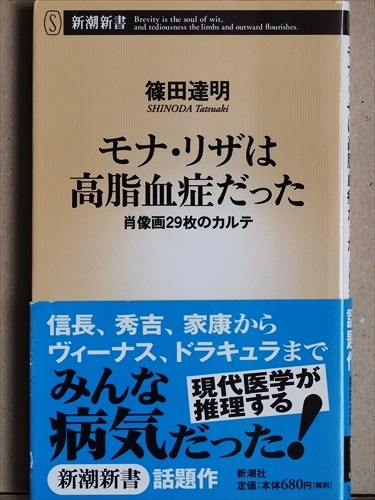 S 新潮新書
Brevity is the soul of wit,
and tediousness the limbs and outward flourishes.
篠田達明
SHINODA Tatsuaki
モナ・リザは
高脂血症だった
肖像画29枚のカルテ
信長、秀吉、家康から
ヴィーナス、ドラキュラまで
みんな
病気だった!
現代医学が
推理する
新潮新書 話題作
新潮社
定価:本体680円(税別)
話題作